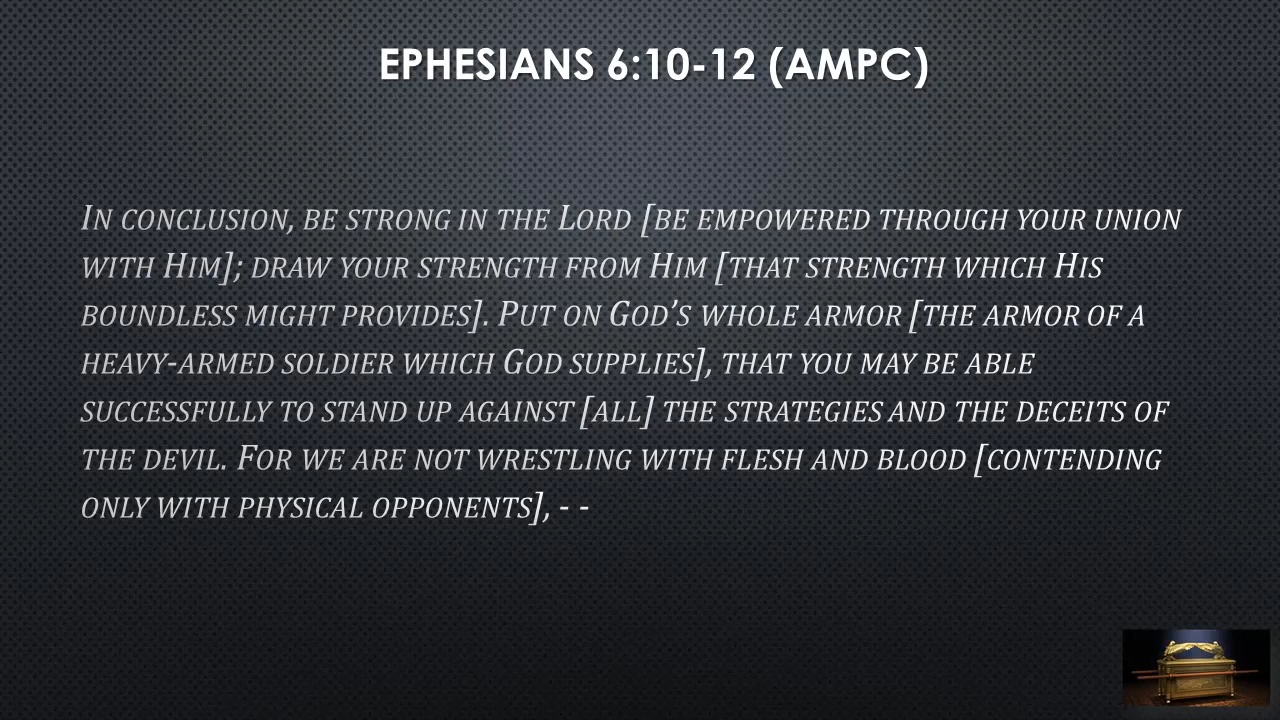 EPHESIANS 6:10-12 (AMPC)
IN CONCLUSION, BE STRONG IN THE LORD [BE EMPOWERED THROUGH YOUR UNION
WITH HIM]; DRAW YOUR STRENGTH FROM HIM [THAT STRENGTH WHICH HIS
BOUNDLESS MIGHT PROVIDES]. PUT ON GOD’S WHOLE ARMOR [THE ARMOR OF A
HEAVY-ARMED SOLDIER WHICH GOD SUPPLIES], THAT YOU MAY BE ABLE
SUCCESSFULLY TO STAND UP AGAINST [ALL] THE STRATEGIES AND THE DECEITS OF
THE DEVIL. FOR WE ARE NOT WRESTLING WITH FLESH AND BLOOD [CONTENDING
ONLY WITH PHYSICAL OPPONENTS], - -